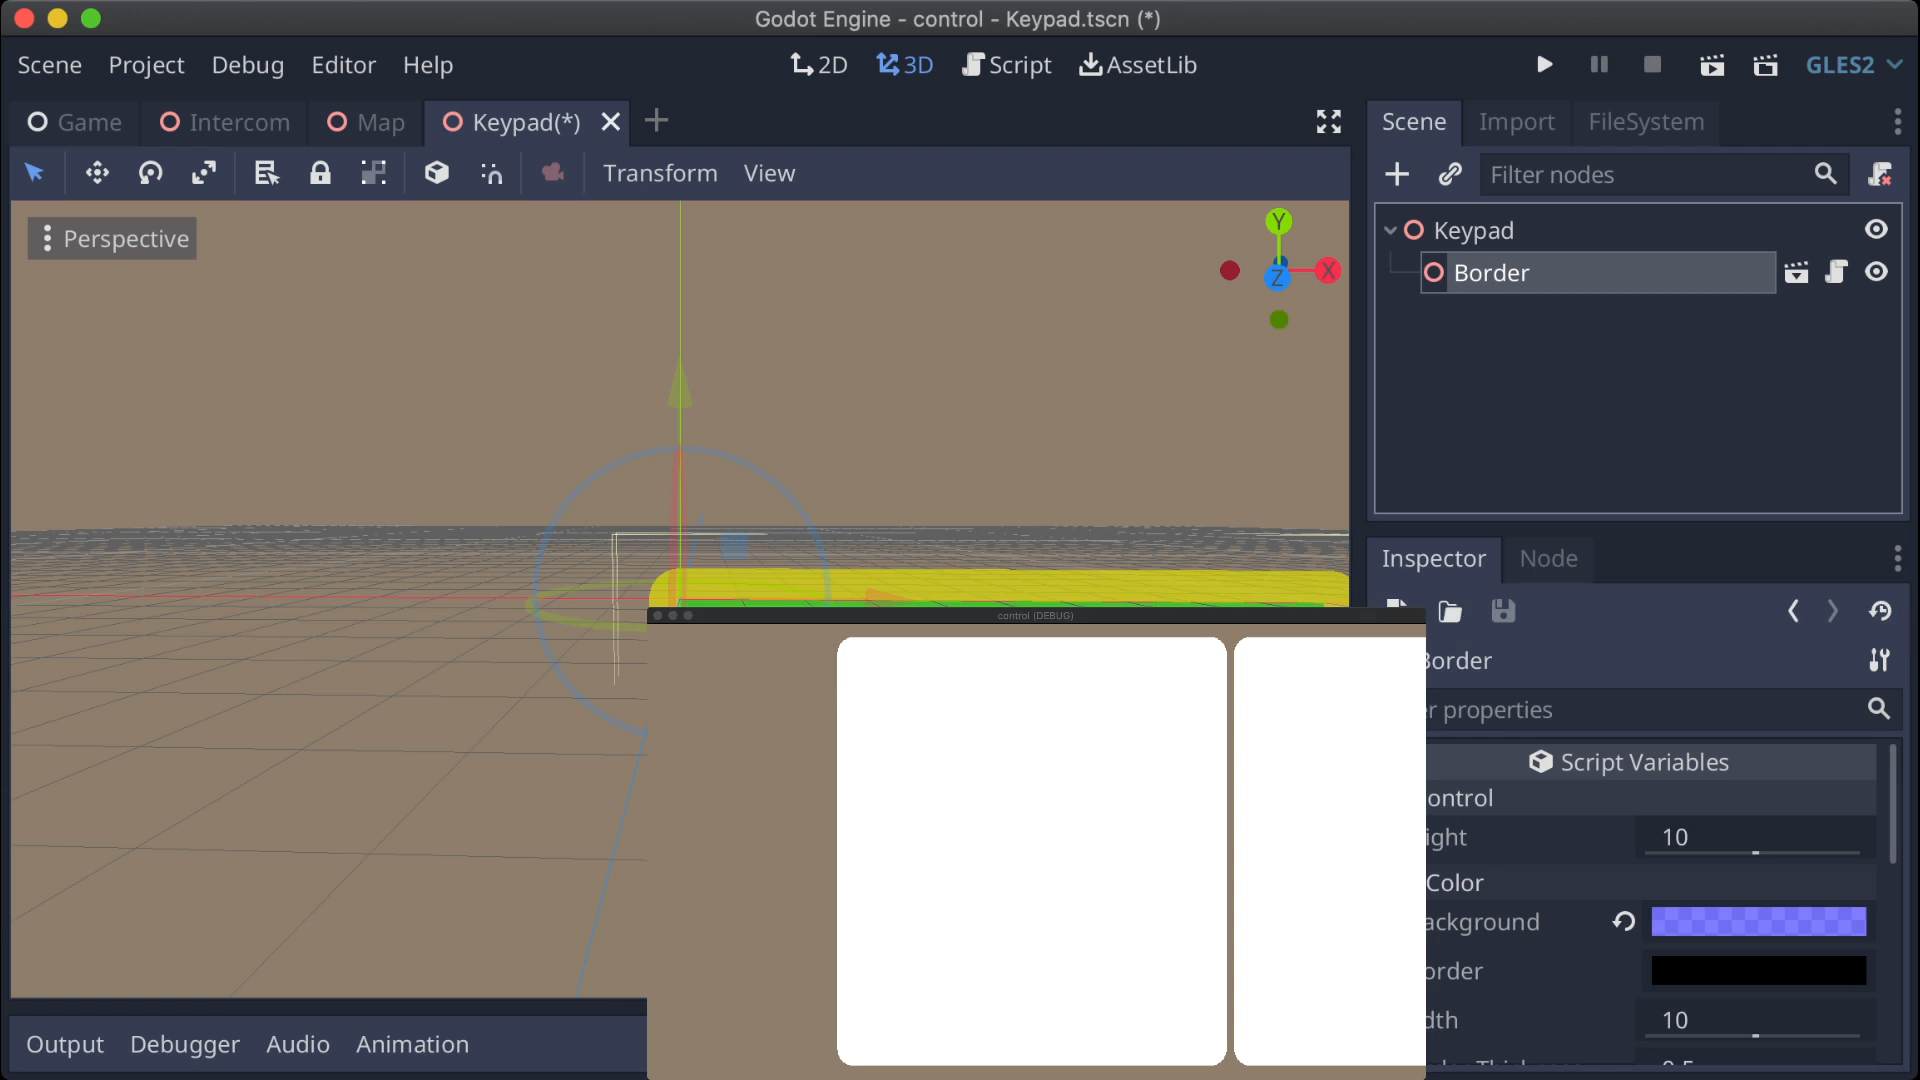 Godot Engine - control - Keypad.tscn (*)
Scene Project Debug Editor Help
2D 3D Script AssetLib
GLES2
Game Intercom Map Keypad(*)
Scene Import FileSystem
Transform View
Filter nodes
Perspective
Y
X
Z
Keypad
Border
control (DEBUG)
Inspector Node
Border
r properties
Script Variables
ontrol
ight 10
Color
ackground
order
dth 10
Output Debugger Audio Animation